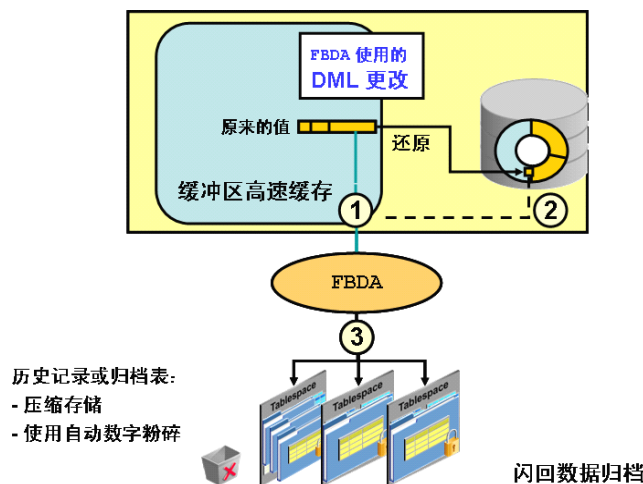 FBDA 使用的
DML 更改
原来的值
还原
缓冲区高速缓存
1
2
FBDA
3
历史记录或归档表:
- 压缩存储
- 使用自动数字粉碎
Tablespace
Tablespace
Tablespace
闪回数据归档